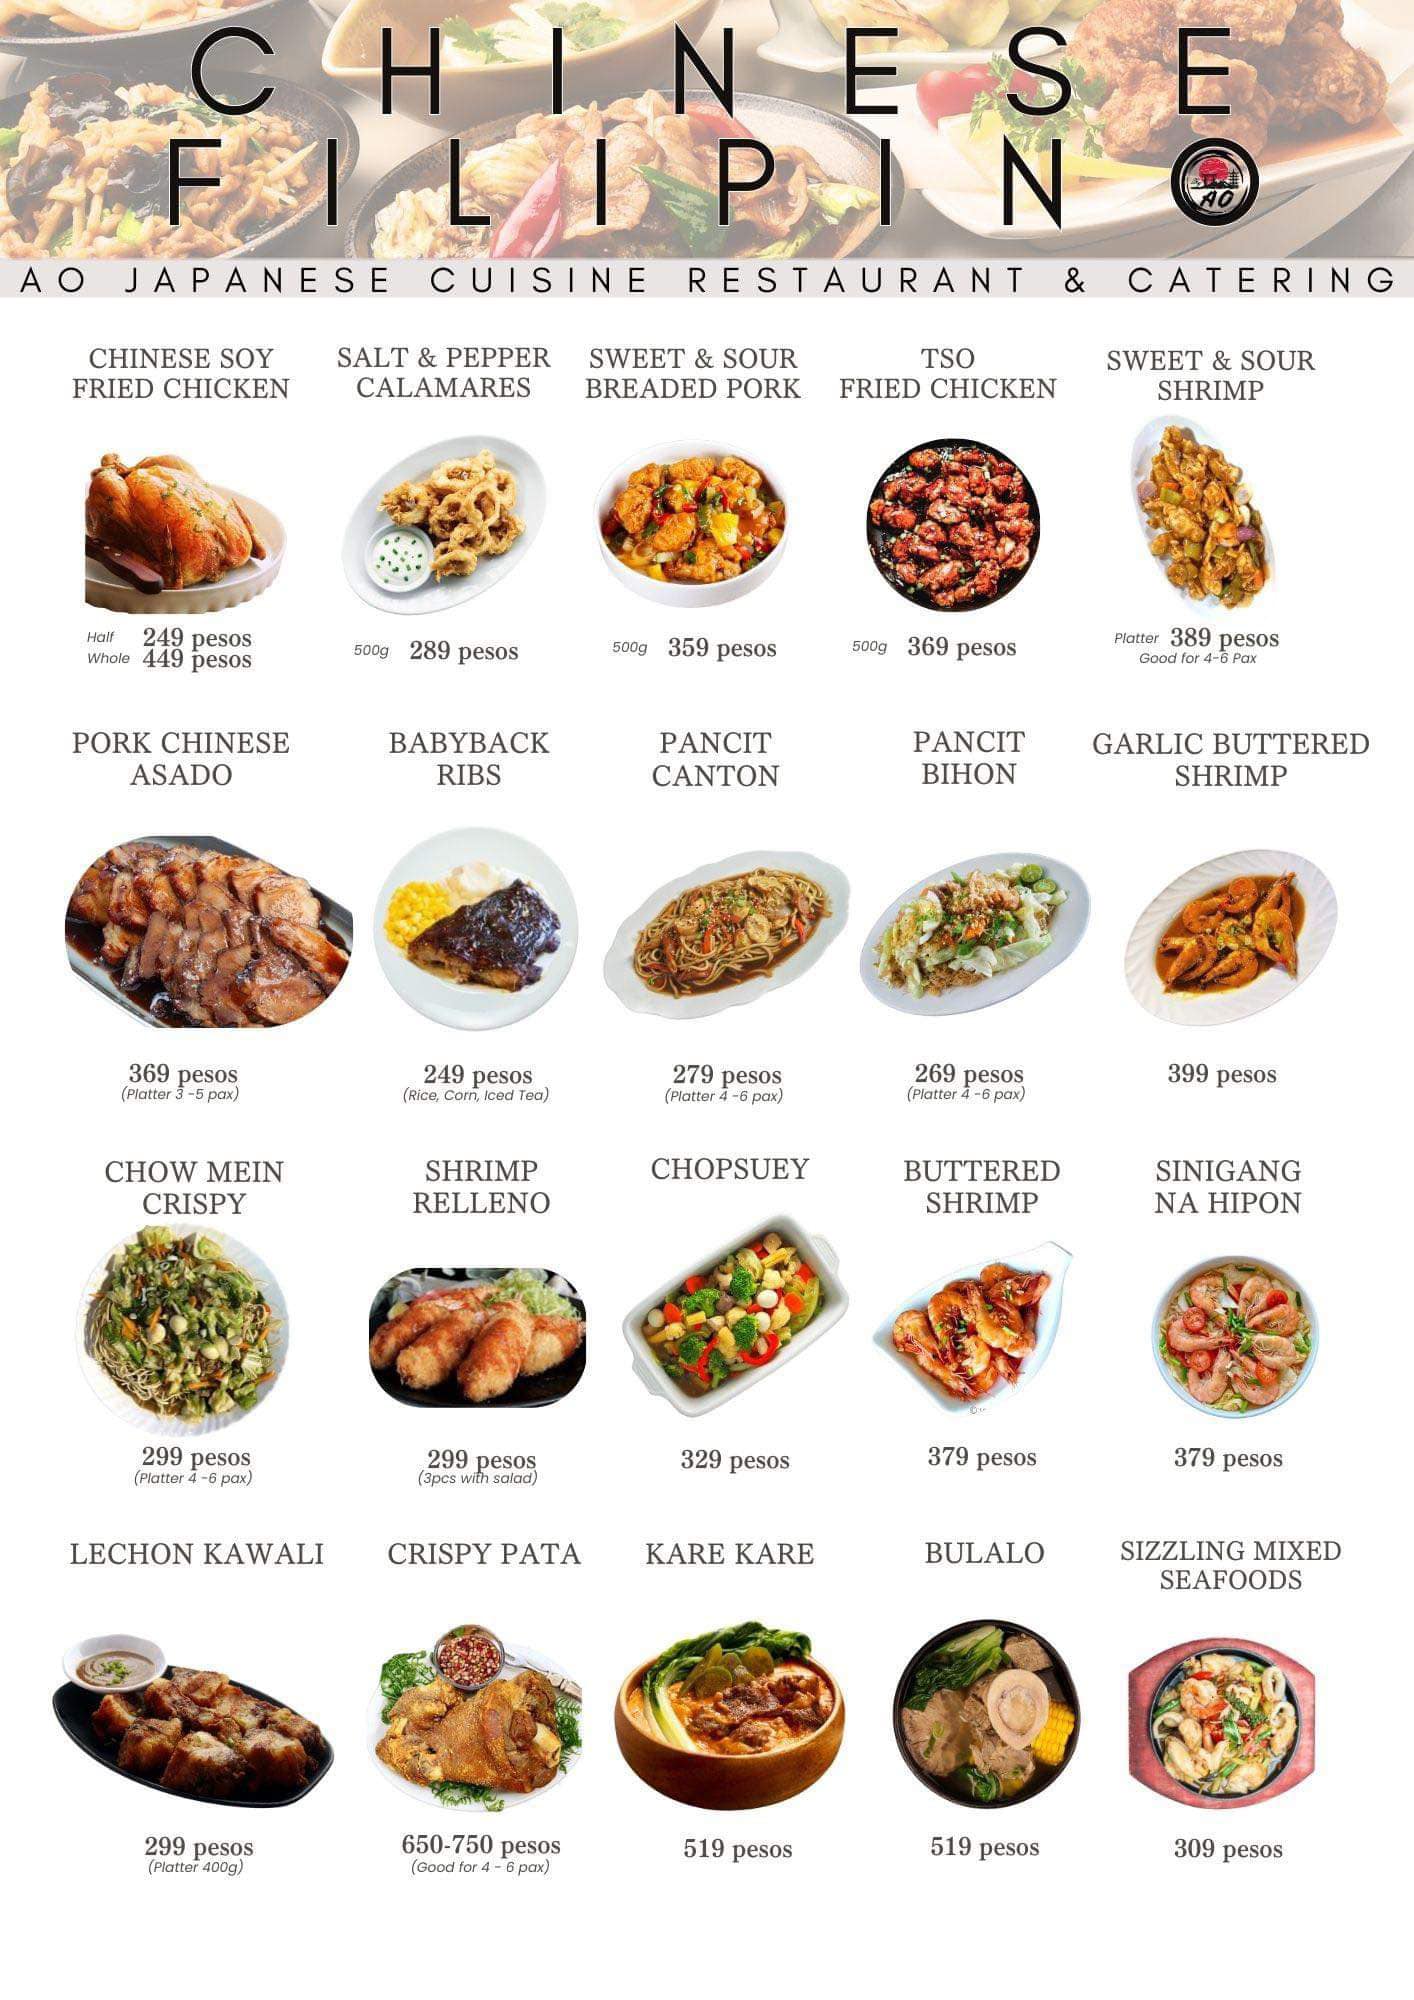 CHINESE
FILIPINO
AO
AO JAPANESE CUISINE RESTAURANT & CATERING
CHINESE SOY
FRIED CHICKEN
Half 249 pesos
Whole 449 pesos
SALT & PEPPER
CALAMARES
500g 289 pesos
SWEET & SOUR
BREADED PORK
500g 359 pesos
TSO
FRIED CHICKEN
500g 369 pesos
SWEET & SOUR
SHRIMP
Platter 389 pesos
Good for 4-6 Pax
PORK CHINESE
ASADO
369 pesos
(Platter 3 -5 pax)
BABYBACK
RIBS
249 pesos
(Rice, Corn, Iced Tea)
PANCIT
CANTON
279 pesos
(Platter 4 -6 pax)
PANCIT
BIHON
269 pesos
(Platter 4 -6 pax)
GARLIC BUTTERED
SHRIMP
399 pesos
CHOW MEIN
CRISPY
299 pesos
(Platter 4 -6 pax)
SHRIMP
RELLENO
299 pesos
(3pcs with salad)
CHOPSUEY
329 pesos
BUTTERED
SHRIMP
379 pesos
SINIGANG
NA HIPON
379 pesos
LECHON KAWALI
299 pesos
(Platter 400g)
CRISPY PATA
650-750 pesos
(Good for 4 - 6 pax)
KARE KARE
519 pesos
BULALO
519 pesos
SIZZLING MIXED
SEAFOODS
309 pesos